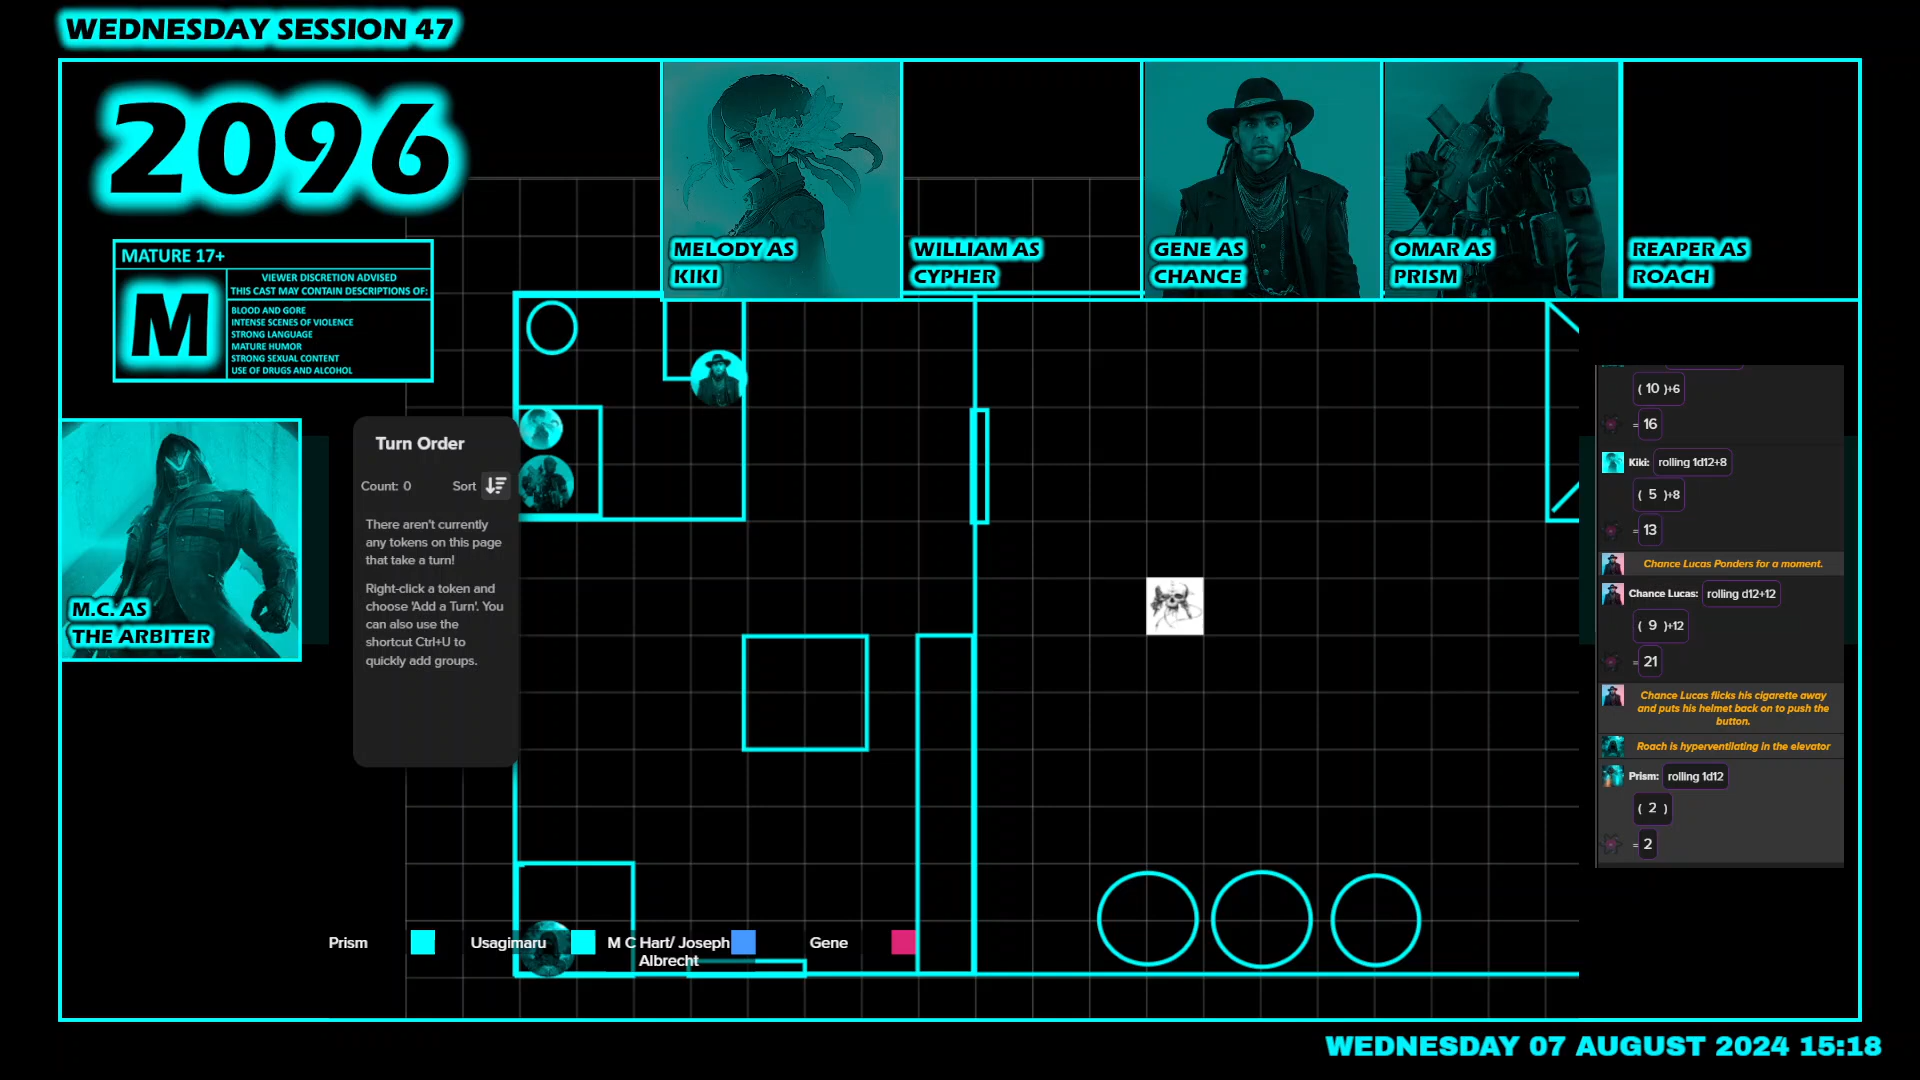 WEDNESDAY SESSION 47
2096
MATURE 17+
M
VIEWER DISCRETION ADVISED
THIS CAST MAY CONTAIN DESCRIPTIONS OF:
BLOOD AND GORE
INTENSE SCENES OF VIOLENCE
STRONG LANGUAGE
MATURE HUMOR
STRONG SEXUAL CONTENT
USE OF DRUGS AND ALCOHOL
MELODY AS
KIKI
WILLIAM AS
CYPHER
GENE AS
CHANCE
OMAR AS
PRISM
REAPER AS
ROACH
M.C. AS
THE ARBITER
Turn Order
Count: 0
Sort
There aren't currently
any tokens on this page
that take a turn!
Right-click a token and
choose 'Add a Turn'. You
can also use the
shortcut Ctrl+U to
quickly add groups.
( 10 )+6
=16
Kiki: rolling 1d12+8
( 5 )+8
=13
Chance Lucas Ponders for a moment.
Chance Lucas: rolling d12+12
( 9 )+12
=21
Chance Lucas flicks his cigarette away
and puts his helmet back on to push the
button.
Roach is hyperventilating in the elevator
Prism: rolling 1d12
( 2 )
=2
Prism
Usagimaru
M C Hart/ Joseph
Albrecht
Gene
WEDNESDAY 07 AUGUST 2024 15:18